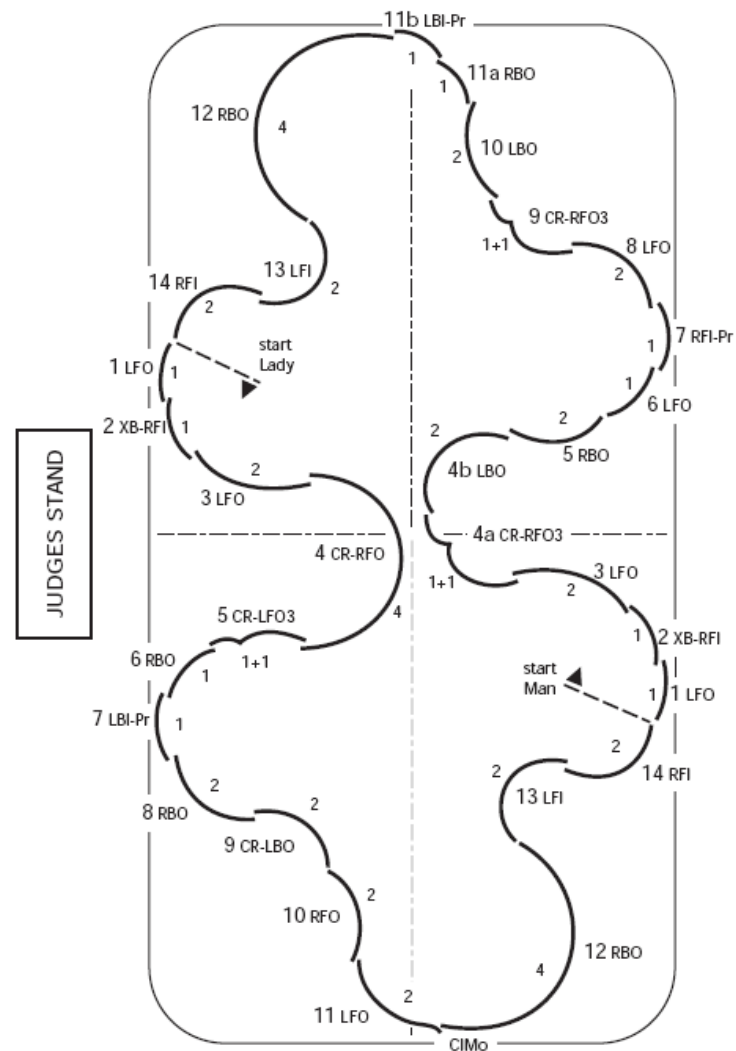 11b LBI-Pr
1
11a RBO
1
12 RBO
4
10 LBO
2
9 CR-RFO3
1+1
8 LFO
2
13 LFI
2
14 RFI
2
7 RFI-Pr
1
start
Lady
1 LFO
1
6 LFO
1
2 XB-RFI
1
5 RBO
2
4b LBO
2
3 LFO
2
JUDGES STAND
4 CR-RFO
4
4a CR-RFO3
1+1
3 LFO
2
5 CR-LFO3
1+1
2 XB-RFI
1
6 RBO
1
start
Man
1 LFO
1
7 LBI-Pr
1
14 RFI
2
13 LFI
2
8 RBO
2
9 CR-LBO
2
10 RFO
2
12 RBO
4
11 LFO
2
ClMo